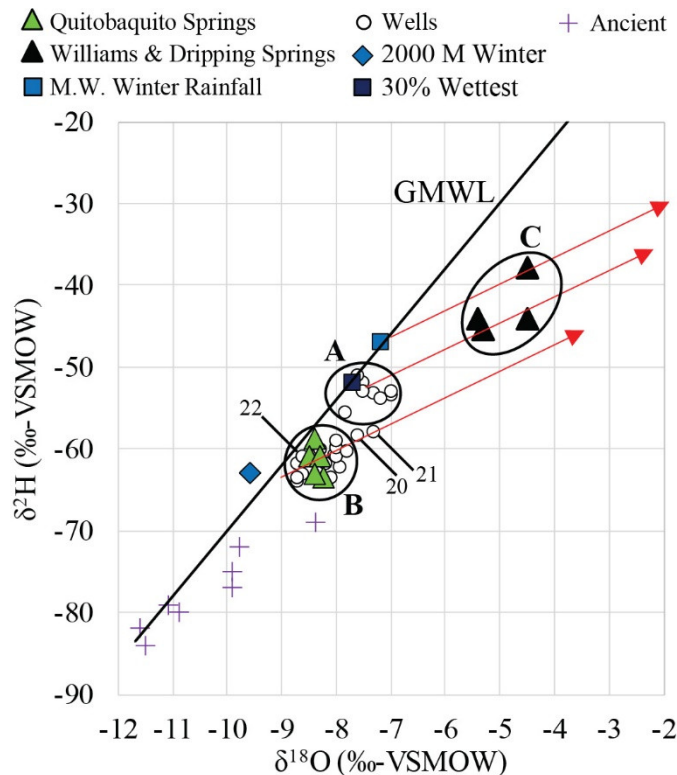 Quitobaquito Springs
Wells
Ancient
Williams & Dripping Springs
2000 M Winter
M.W. Winter Rainfall
30% Wettest
-20
GMWL
-30
C
-40
A
-50
22
21
20
-60
B
-70
-80
-90
-12 -11 -10 -9 -8 -7 -6 -5 -4 -3 -2
δ²H (‰-VSMOW)
δ¹⁸O (‰-VSMOW)